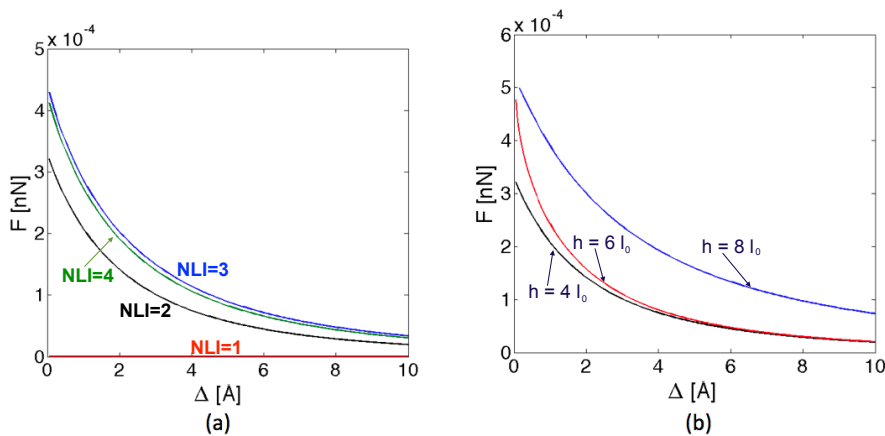 × 10⁻⁴
5
4
3
2
1
0
F [nN]
NLI=3
NLI=4
NLI=2
NLI=1
0 2 4 6 8 10
Δ [Å]
(a)
× 10⁻⁴
6
5
4
3
2
1
0
F [nN]
h = 6 l₀
h = 8 l₀
h = 4 l₀
0 2 4 6 8 10
Δ [Å]
(b)